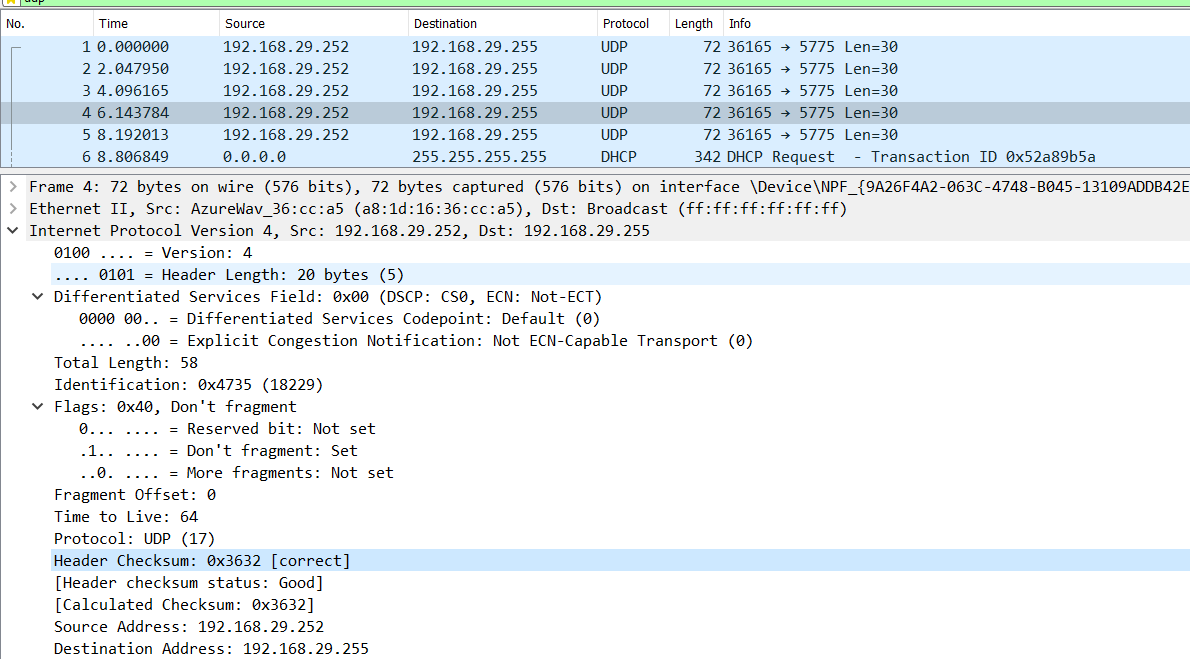 udp
No. Time Source Destination Protocol Length Info
1 0.000000 192.168.29.252 192.168.29.255 UDP 72 36165 → 5775 Len=30
2 2.047950 192.168.29.252 192.168.29.255 UDP 72 36165 → 5775 Len=30
3 4.096165 192.168.29.252 192.168.29.255 UDP 72 36165 → 5775 Len=30
4 6.143784 192.168.29.252 192.168.29.255 UDP 72 36165 → 5775 Len=30
5 8.192013 192.168.29.252 192.168.29.255 UDP 72 36165 → 5775 Len=30
6 8.806849 0.0.0.0 255.255.255.255 DHCP 342 DHCP Request  - Transaction ID 0x52a89b5a
Frame 4: 72 bytes on wire (576 bits), 72 bytes captured (576 bits) on interface \Device\NPF_{9A26F4A2-063C-4748-B045-13109ADDB42E
Ethernet II, Src: AzureWav_36:cc:a5 (a8:1d:16:36:cc:a5), Dst: Broadcast (ff:ff:ff:ff:ff:ff)
Internet Protocol Version 4, Src: 192.168.29.252, Dst: 192.168.29.255
0100 .... = Version: 4
.... 0101 = Header Length: 20 bytes (5)
Differentiated Services Field: 0x00 (DSCP: CS0, ECN: Not-ECT)
0000 00.. = Differentiated Services Codepoint: Default (0)
.... ..00 = Explicit Congestion Notification: Not ECN-Capable Transport (0)
Total Length: 58
Identification: 0x4735 (18229)
Flags: 0x40, Don't fragment
0... .... = Reserved bit: Not set
.1.. .... = Don't fragment: Set
..0. .... = More fragments: Not set
Fragment Offset: 0
Time to Live: 64
Protocol: UDP (17)
Header Checksum: 0x3632 [correct]
[Header checksum status: Good]
[Calculated Checksum: 0x3632]
Source Address: 192.168.29.252
Destination Address: 192.168.29.255